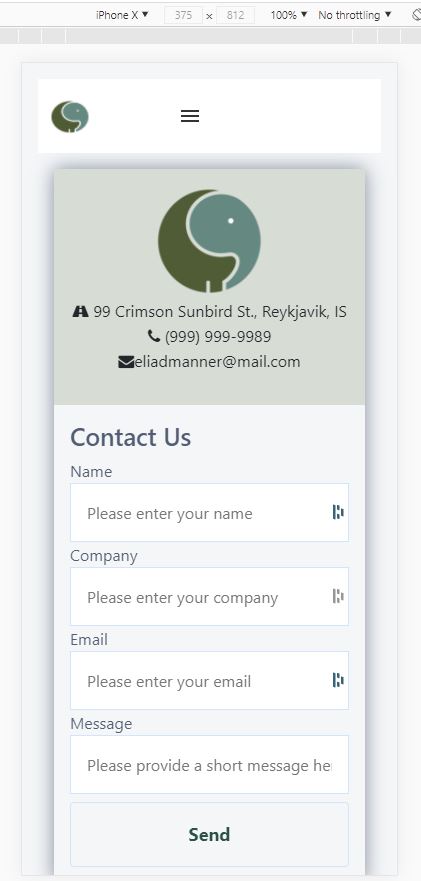 iPhone X ▼ 375 x 812 100% ▼ No throttling ▼
99 Crimson Sunbird St., Reykjavik, IS
(999) 999-9989
eliadmanner@mail.com
Contact Us
Name
Please enter your name
Company
Please enter your company
Email
Please enter your email
Message
Please provide a short message he
Send